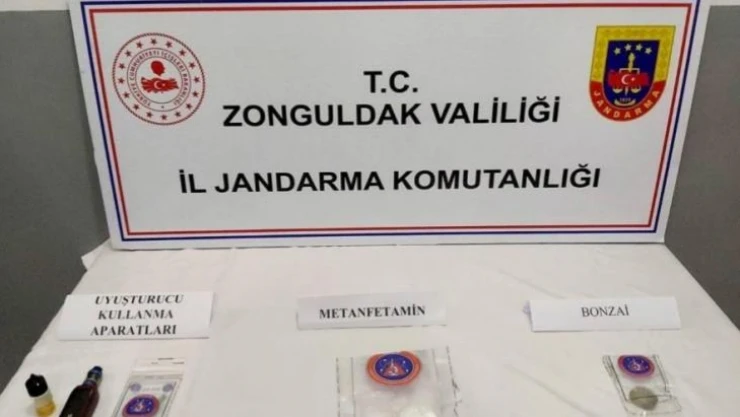 T.C.
ZONGULDAK VALİLİĞİ
İL JANDARMA KOMUTANLIĞI
JANDARMA
UYUŞTURUCU
KULLANMA
APARATLARI
METANFETAMİN
BONZAİ